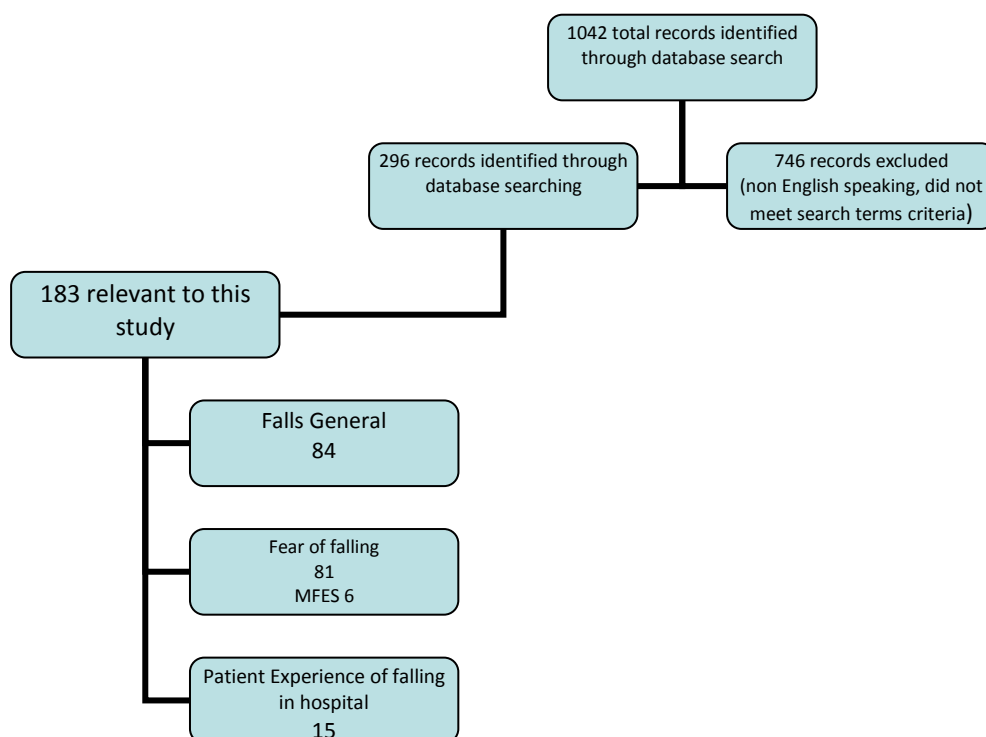 1042 total records identified
through database search
296 records identified through
database searching
746 records excluded
(non English speaking, did not
meet search terms criteria)
183 relevant to this
study
Falls General
84
Fear of falling
81
MFES 6
Patient Experience of falling
in hospital
15